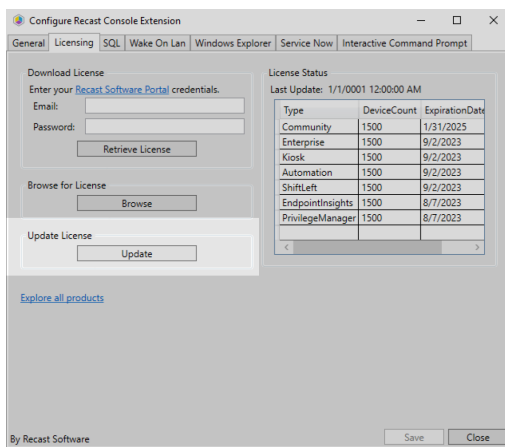 Configure Recast Console Extension
General Licensing SQL Wake On Lan Windows Explorer Service Now Interactive Command Prompt
Download License
Enter your Recast Software Portal credentials.
Email:
Password:
Retrieve License
Browse for License
Browse
Update License
Update
Explore all products
License Status
Last Update: 1/1/0001 12:00:00 AM
Type DeviceCount ExpirationDate
Community 1500 1/31/2025
Enterprise 1500 9/2/2023
Kiosk 1500 9/2/2023
Automation 1500 9/2/2023
ShiftLeft 1500 9/2/2023
EndpointInsights 1500 8/7/2023
PrivilegeManager 1500 8/7/2023
By Recast Software
Save Close